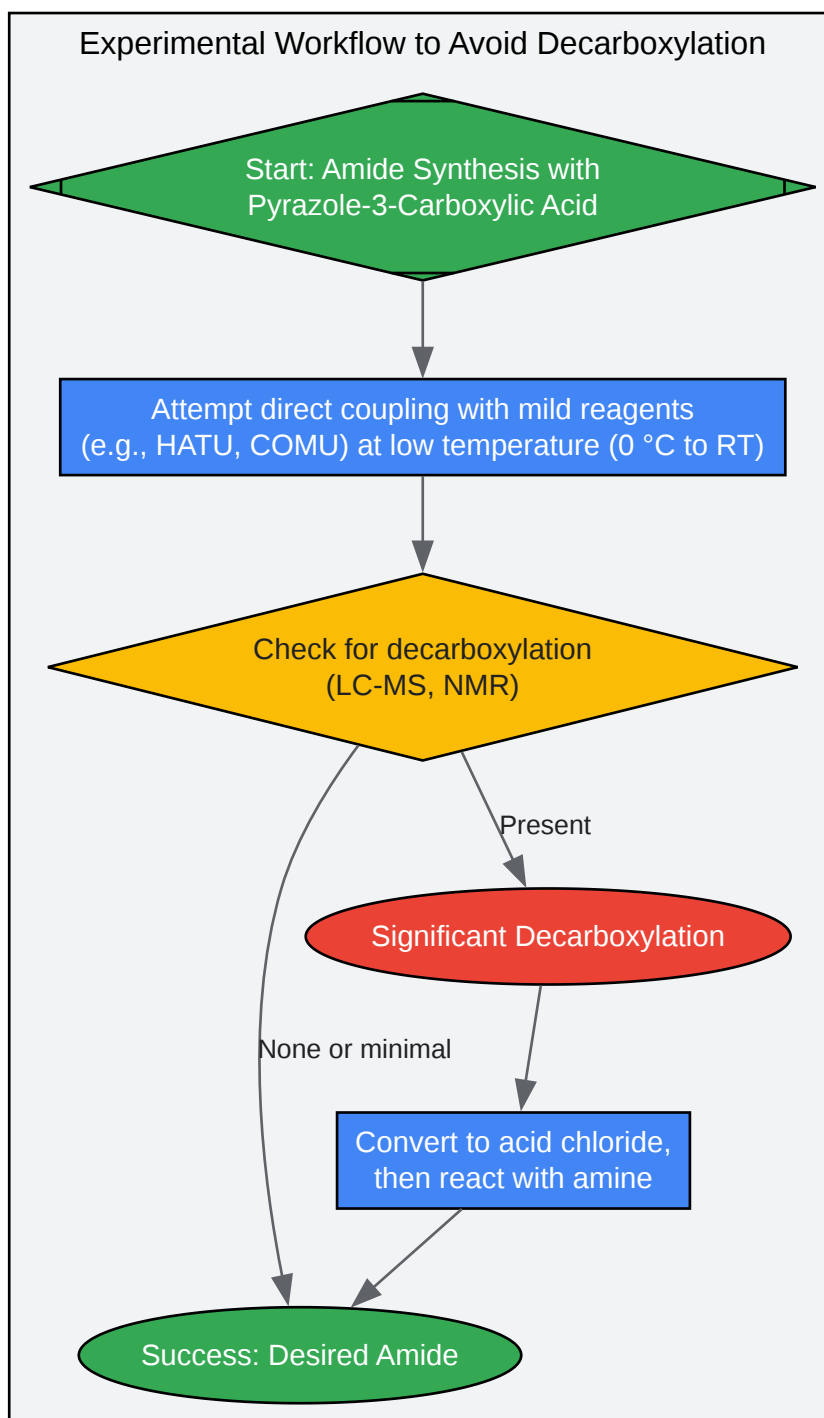 Experimental Workflow to Avoid Decarboxylation
Start: Amide Synthesis with
Pyrazole-3-Carboxylic Acid
Attempt direct coupling with mild reagents
(e.g., HATU, COMU) at low temperature (0 °C to RT)
Check for decarboxylation
(LC-MS, NMR)
Present
Significant Decarboxylation
None or minimal
Convert to acid chloride,
then react with amine
Success: Desired Amide